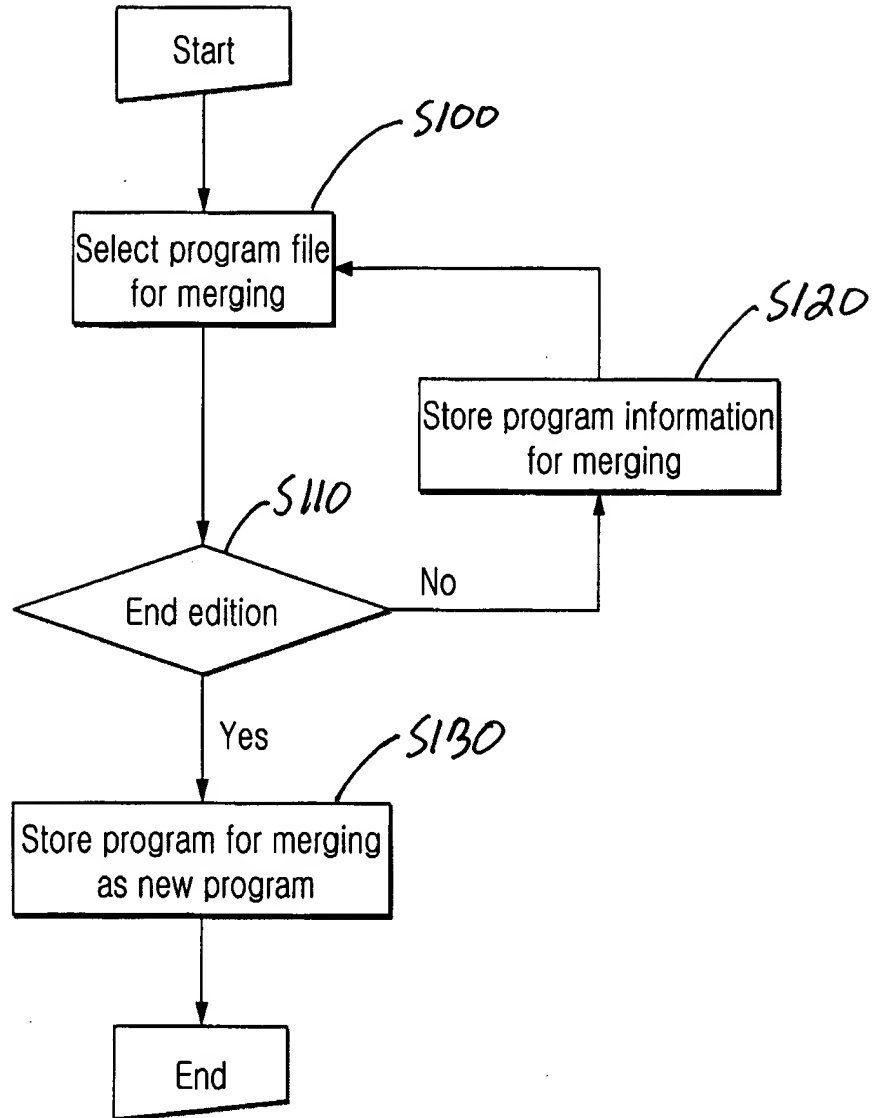 Start
S100
Select program file
for merging
S120
Store program information
for merging
S110
End edition
No
Yes
S130
Store program for merging
as new program
End